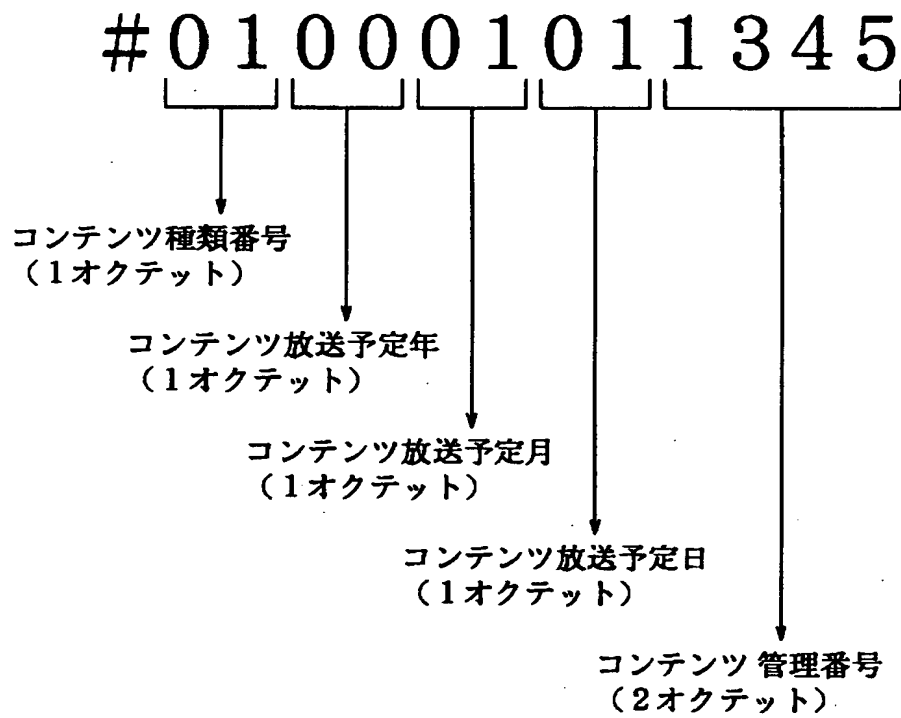 #010001011345
コンテンツ種類番号
（1オクテット）
コンテンツ放送予定年
（1オクテット）
コンテンツ放送予定月
（1オクテット）
コンテンツ放送予定日
（1オクテット）
コンテンツ 管理番号
（2オクテット）